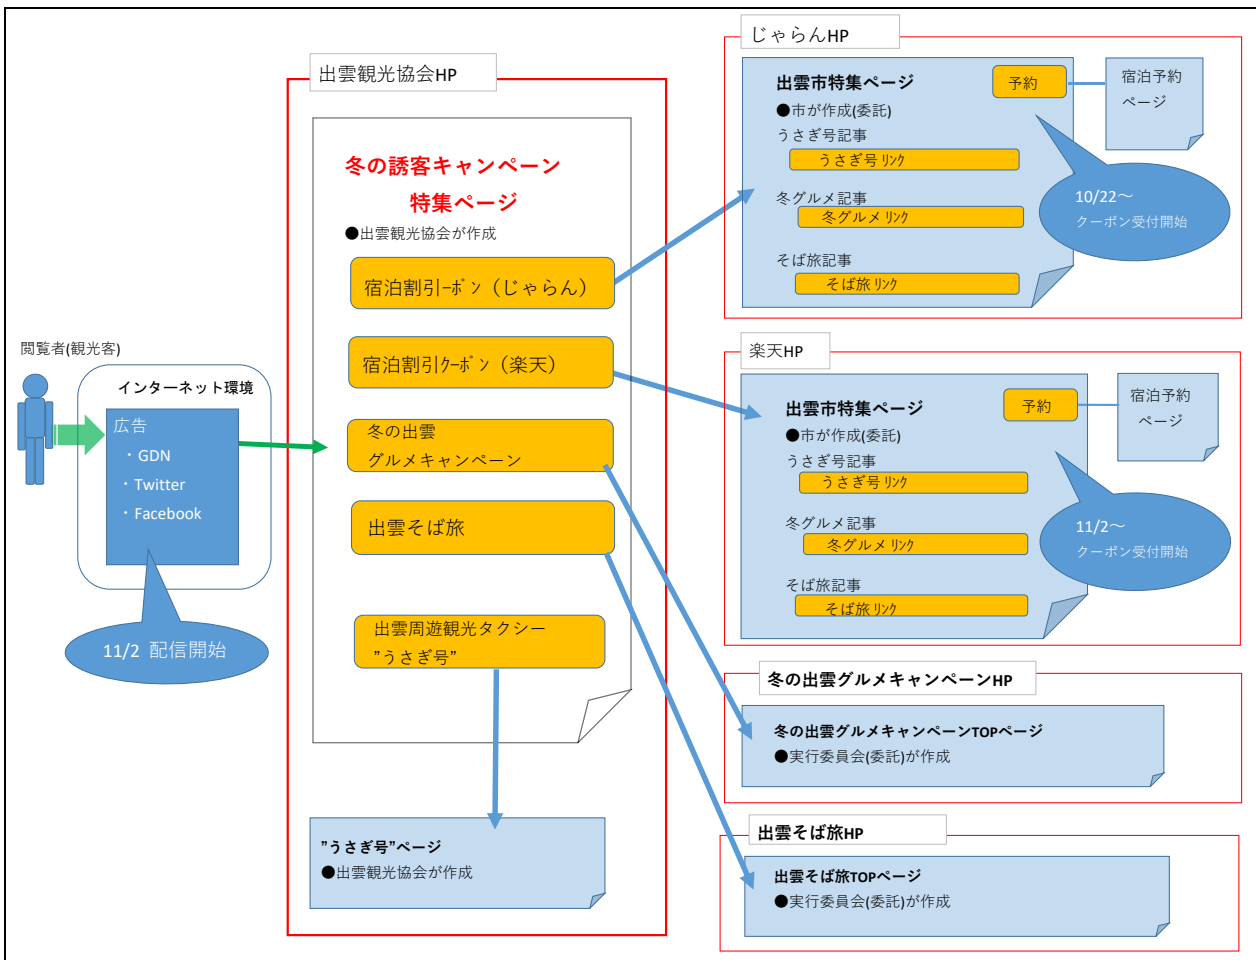 閲覧者(観光客)
インターネット環境
広告
・GDN
・Twitter
・Facebook
11/2 配信開始
出雲観光協会HP
冬の誘客キャンペーン
特集ページ
●出雲観光協会が作成
宿泊割引ｰﾎﾟﾝ（じゃらん）
宿泊割引ｸｰﾎﾟﾝ（楽天）
冬の出雲
グルメキャンペーン
出雲そば旅
出雲周遊観光タクシー
”うさぎ号”
”うさぎ号”ページ
●出雲観光協会が作成
じゃらんHP
出雲市特集ページ
●市が作成(委託)
予約
宿泊予約
ページ
うさぎ号記事
うさぎ号ﾘﾝｸ
冬グルメ記事
冬グルメﾘﾝｸ
そば旅記事
そば旅ﾘﾝｸ
10/22～
クーポン受付開始
楽天HP
出雲市特集ページ
●市が作成(委託)
予約
宿泊予約
ページ
うさぎ号記事
うさぎ号ﾘﾝｸ
冬グルメ記事
冬グルメﾘﾝｸ
そば旅記事
そば旅ﾘﾝｸ
11/2～
クーポン受付開始
冬の出雲グルメキャンペーンHP
冬の出雲グルメキャンペーンTOPページ
●実行委員会(委託)が作成
出雲そば旅HP
出雲そば旅TOPページ
●実行委員会(委託)が作成